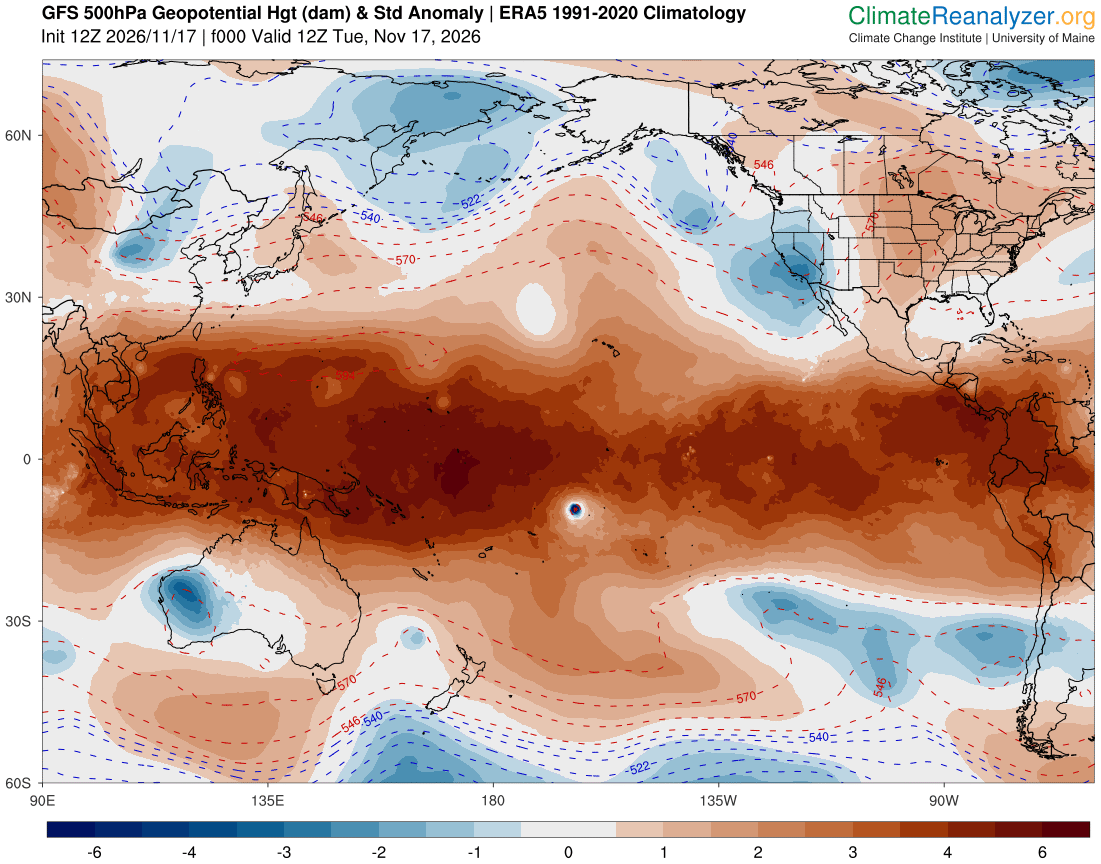 GFS 500hPa Geopotential Hgt (dam) & Std Anomaly | ERA5 1991-2020 Climatology
Init 12Z 2026/11/17 | f000 Valid 12Z Tue, Nov 17, 2026
ClimateReanalyzer.org
Climate Change Institute | University of Maine
60N
30N
0
30S
60S
546
540
522
570
546
570
570
546
540
546
570
540
522
90E 135E 180 135W 90W
-6 -4 -3 -2 -1 0 1 2 3 4 6